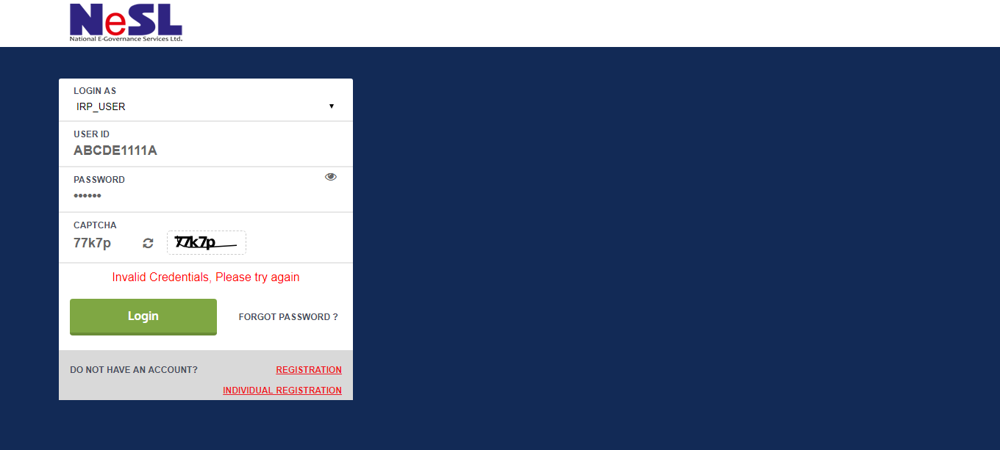 NeSL
National E-Governance Services Ltd.
LOGIN AS
IRP_USER
USER ID
ABCDE1111A
PASSWORD
••••••
CAPTCHA
77k7p 77k7p
Invalid Credentials, Please try again
Login FORGOT PASSWORD ?
DO NOT HAVE AN ACCOUNT? REGISTRATION
INDIVIDUAL REGISTRATION